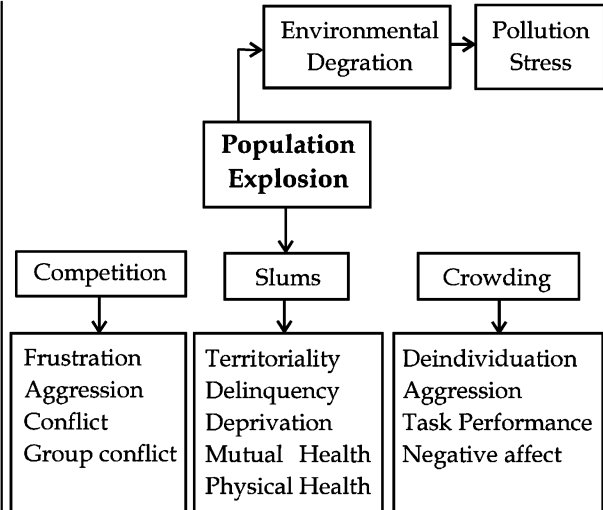 Environmental
Degration
Pollution
Stress
Population
Explosion
Competition
Slums
Crowding
Frustration
Aggression
Conflict
Group conflict
Territoriality
Delinquency
Deprivation
Mutual Health
Physical Health
Deindividuation
Aggression
Task Performance
Negative affect